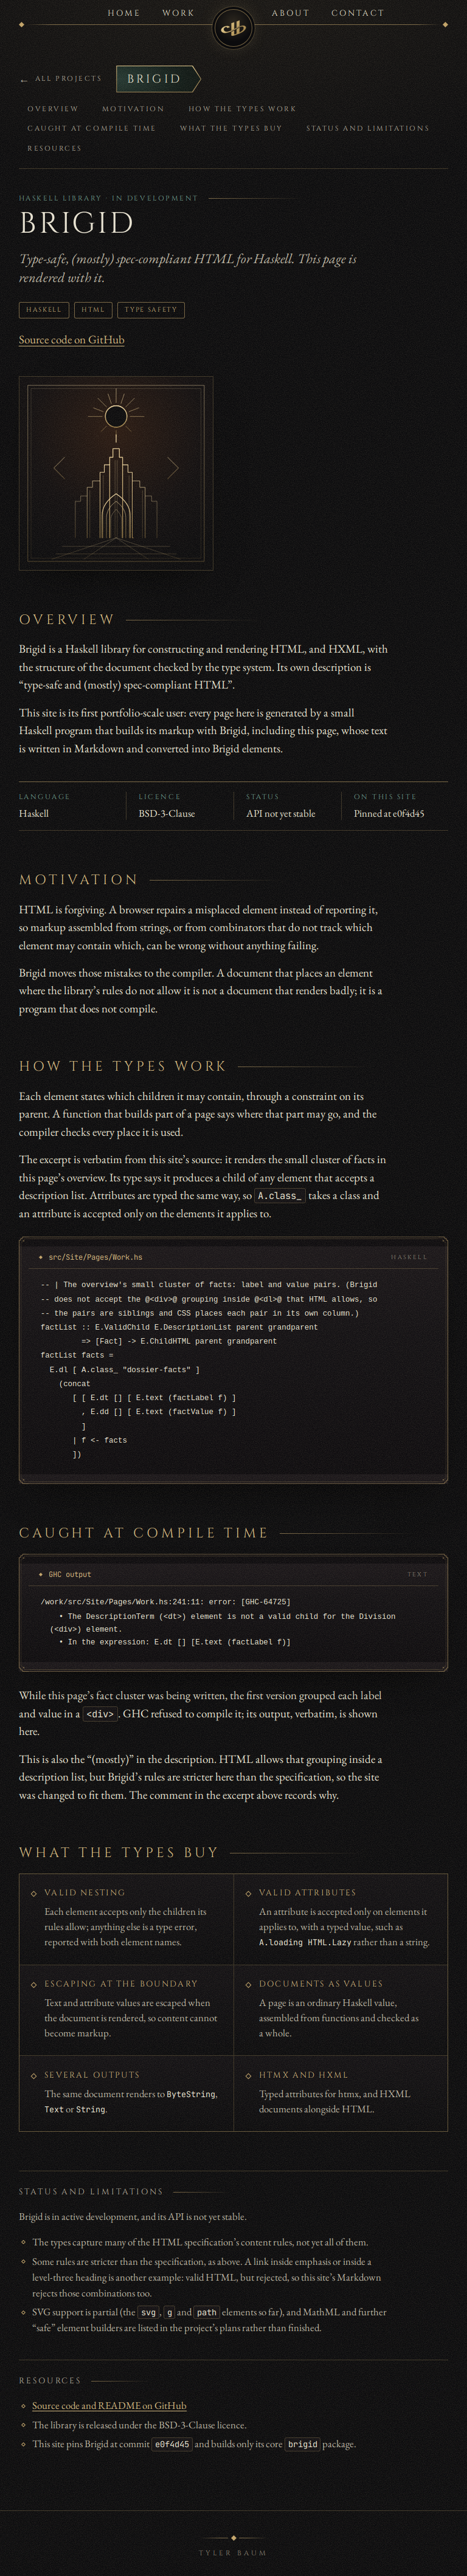 HOME WORK ABOUT CONTACT
← ALL PROJECTS BRIGID
OVERVIEW MOTIVATION HOW THE TYPES WORK
CAUGHT AT COMPILE TIME WHAT THE TYPES BUY STATUS AND LIMITATIONS
RESOURCES
HASKELL LIBRARY · IN DEVELOPMENT
BRIGID
Type-safe, (mostly) spec-compliant HTML for Haskell. This page is
rendered with it.
HASKELL HTML TYPE SAFETY
Source code on GitHub
OVERVIEW
Brigid is a Haskell library for constructing and rendering HTML, and HXML, with
the structure of the document checked by the type system. Its own description is
“type-safe and (mostly) spec-compliant HTML”.
This site is its first portfolio-scale user: every page here is generated by a small
Haskell program that builds its markup with Brigid, including this page, whose text
is written in Markdown and converted into Brigid elements.
LANGUAGE LICENCE STATUS ON THIS SITE
Haskell BSD-3-Clause API not yet stable Pinned at e0f4d45
MOTIVATION
HTML is forgiving. A browser repairs a misplaced element instead of reporting it,
so markup assembled from strings, or from combinators that do not track which
element may contain which, can be wrong without anything failing.
Brigid moves those mistakes to the compiler. A document that places an element
where the library’s rules do not allow it is not a document that renders badly; it is a
program that does not compile.
HOW THE TYPES WORK
Each element states which children it may contain, through a constraint on its
parent. A function that builds part of a page says where that part may go, and the
compiler checks every place it is used.
The excerpt is verbatim from this site’s source: it renders the small cluster of facts in
this page’s overview. Its type says it produces a child of any element that accepts a
description list. Attributes are typed the same way, so A.class_ takes a class and
an attribute is accepted only on the elements it applies to.
src/Site/Pages/Work.hs HASKELL
-- | The overview's small cluster of facts: label and value pairs. (Brigid
-- does not accept the @<div>@ grouping inside @<dl>@ that HTML allows, so
-- the pairs are siblings and CSS places each pair in its own column.)
factList :: E.ValidChild E.DescriptionList parent grandparent
=> [Fact] -> E.ChildHTML parent grandparent
factList facts =
E.dl [ A.class_ "dossier-facts" ]
(concat
[ [ E.dt [] [ E.text (factLabel f) ]
, E.dd [] [ E.text (factValue f) ]
]
| f <- facts
])
CAUGHT AT COMPILE TIME
GHC output TEXT
/work/src/Site/Pages/Work.hs:241:11: error: [GHC-64725]
• The DescriptionTerm (<dt>) element is not a valid child for the Division
(<div>) element.
• In the expression: E.dt [] [E.text (factLabel f)]
While this page’s fact cluster was being written, the first version grouped each label
and value in a <div>. GHC refused to compile it; its output, verbatim, is shown
here.
This is also the “(mostly)” in the description. HTML allows that grouping inside a
description list, but Brigid’s rules are stricter here than the specification, so the site
was changed to fit them. The comment in the excerpt above records why.
WHAT THE TYPES BUY
VALID NESTING
Each element accepts only the children its
rules allow; anything else is a type error,
reported with both element names.
VALID ATTRIBUTES
An attribute is accepted only on elements it
applies to, with a typed value, such as
A.loading HTML.Lazy rather than a string.
ESCAPING AT THE BOUNDARY
Text and attribute values are escaped when
the document is rendered, so content cannot
become markup.
DOCUMENTS AS VALUES
A page is an ordinary Haskell value,
assembled from functions and checked as
a whole.
SEVERAL OUTPUTS
The same document renders to ByteString,
Text or String.
HTMX AND HXML
Typed attributes for htmx, and HXML
documents alongside HTML.
STATUS AND LIMITATIONS
Brigid is in active development, and its API is not yet stable.
The types capture many of the HTML specification’s content rules, not yet all of them.
Some rules are stricter than the specification, as above. A link inside emphasis or inside a
level-three heading is another example: valid HTML, but rejected, so this site’s Markdown
rejects those combinations too.
SVG support is partial (the svg, g and path elements so far), and MathML and further
“safe” element builders are listed in the project’s plans rather than finished.
RESOURCES
Source code and README on GitHub
The library is released under the BSD-3-Clause licence.
This site pins Brigid at commit e0f4d45 and builds only its core brigid package.
TYLER BAUM